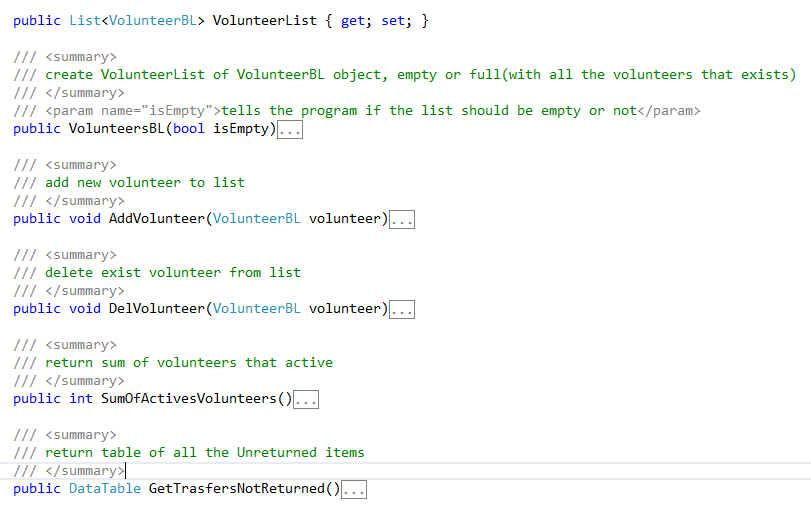 public List<VolunteerBL> VolunteerList { get; set; }
/// <summary>
/// create VolunteerList of VolunteerBL object, empty or full(with all the volunteers that exists)
/// </summary>
/// <param name="isEmpty">tells the program if the list should be empty or not</param>
public VolunteersBL(bool isEmpty)...
/// <summary>
/// add new volunteer to list
/// </summary>
public void AddVolunteer(VolunteerBL volunteer)...
/// <summary>
/// delete exist volunteer from list
/// </summary>
public void DelVolunteer(VolunteerBL volunteer)...
/// <summary>
/// return sum of volunteers that active
/// </summary>
public int SumOfActivesVolunteers()...
/// <summary>
/// return table of all the Unreturned items
/// </summary>
public DataTable GetTrasfersNotReturned()...